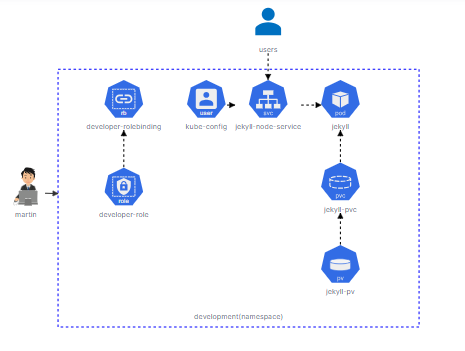 users
rb
user
svc
pod
developer-rolebinding
kube-config
jekyll-node-service
jekyll
role
pvc
martin
developer-role
jekyll-pvc
pv
jekyll-pv
development(namespace)